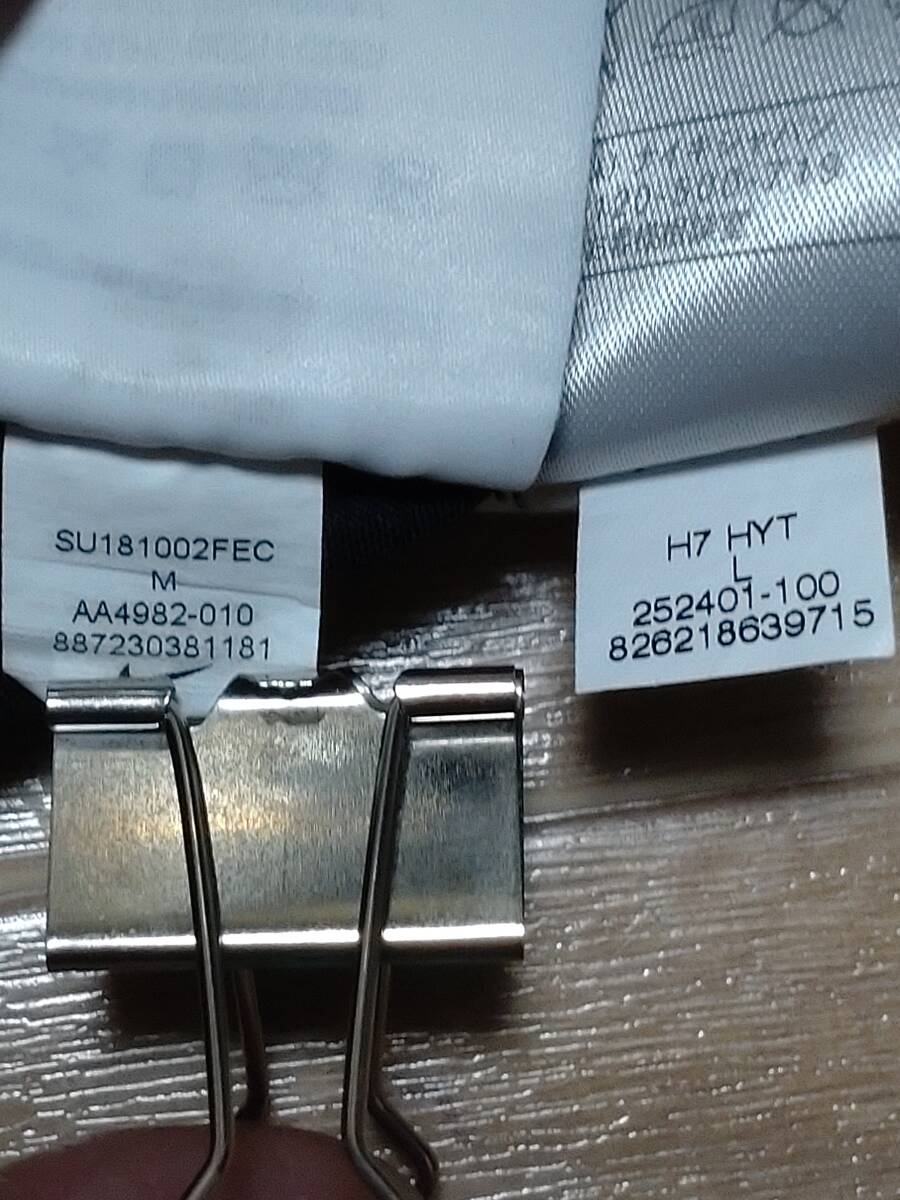 SU181002FEC
M
AA4982-010
887230381181
H7 HYT
L
252401-100
826218639715